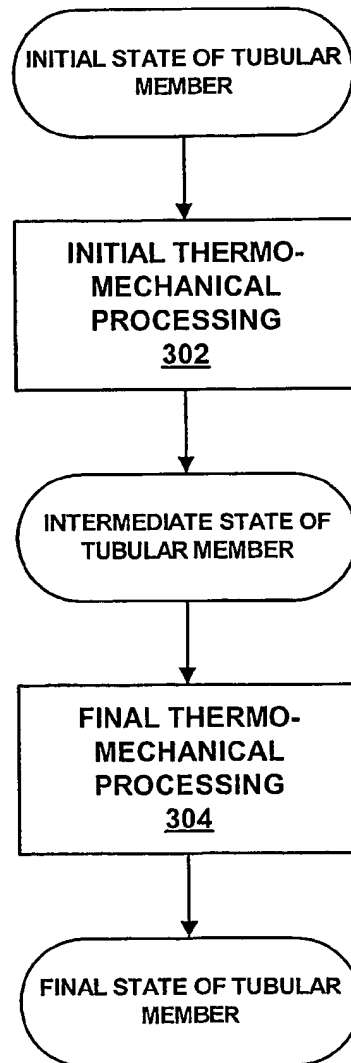 INITIAL STATE OF TUBULAR
MEMBER
INITIAL THERMO-
MECHANICAL
PROCESSING
302
INTERMEDIATE STATE OF
TUBULAR MEMBER
FINAL THERMO-
MECHANICAL
PROCESSING
304
FINAL STATE OF TUBULAR
MEMBER